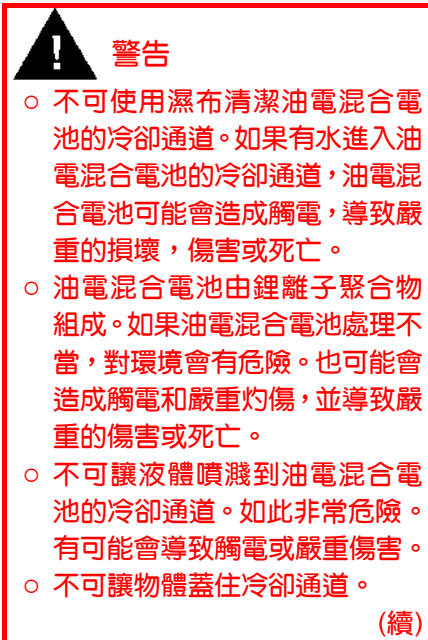 警告
○ 不可使用濕布清潔油電混合電
池的冷卻通道。如果有水進入油
電混合電池的冷卻通道，油電混
合電池可能會造成觸電，導致嚴
重的損壞，傷害或死亡。
○ 油電混合電池由鋰離子聚合物
組成。如果油電混合電池處理不
當，對環境會有危險。也可能會
造成觸電和嚴重灼傷，並導致嚴
重的傷害或死亡。
○ 不可讓液體噴濺到油電混合電
池的冷卻通道。如此非常危險。
有可能會導致觸電或嚴重傷害。
○ 不可讓物體蓋住冷卻通道。
(續)